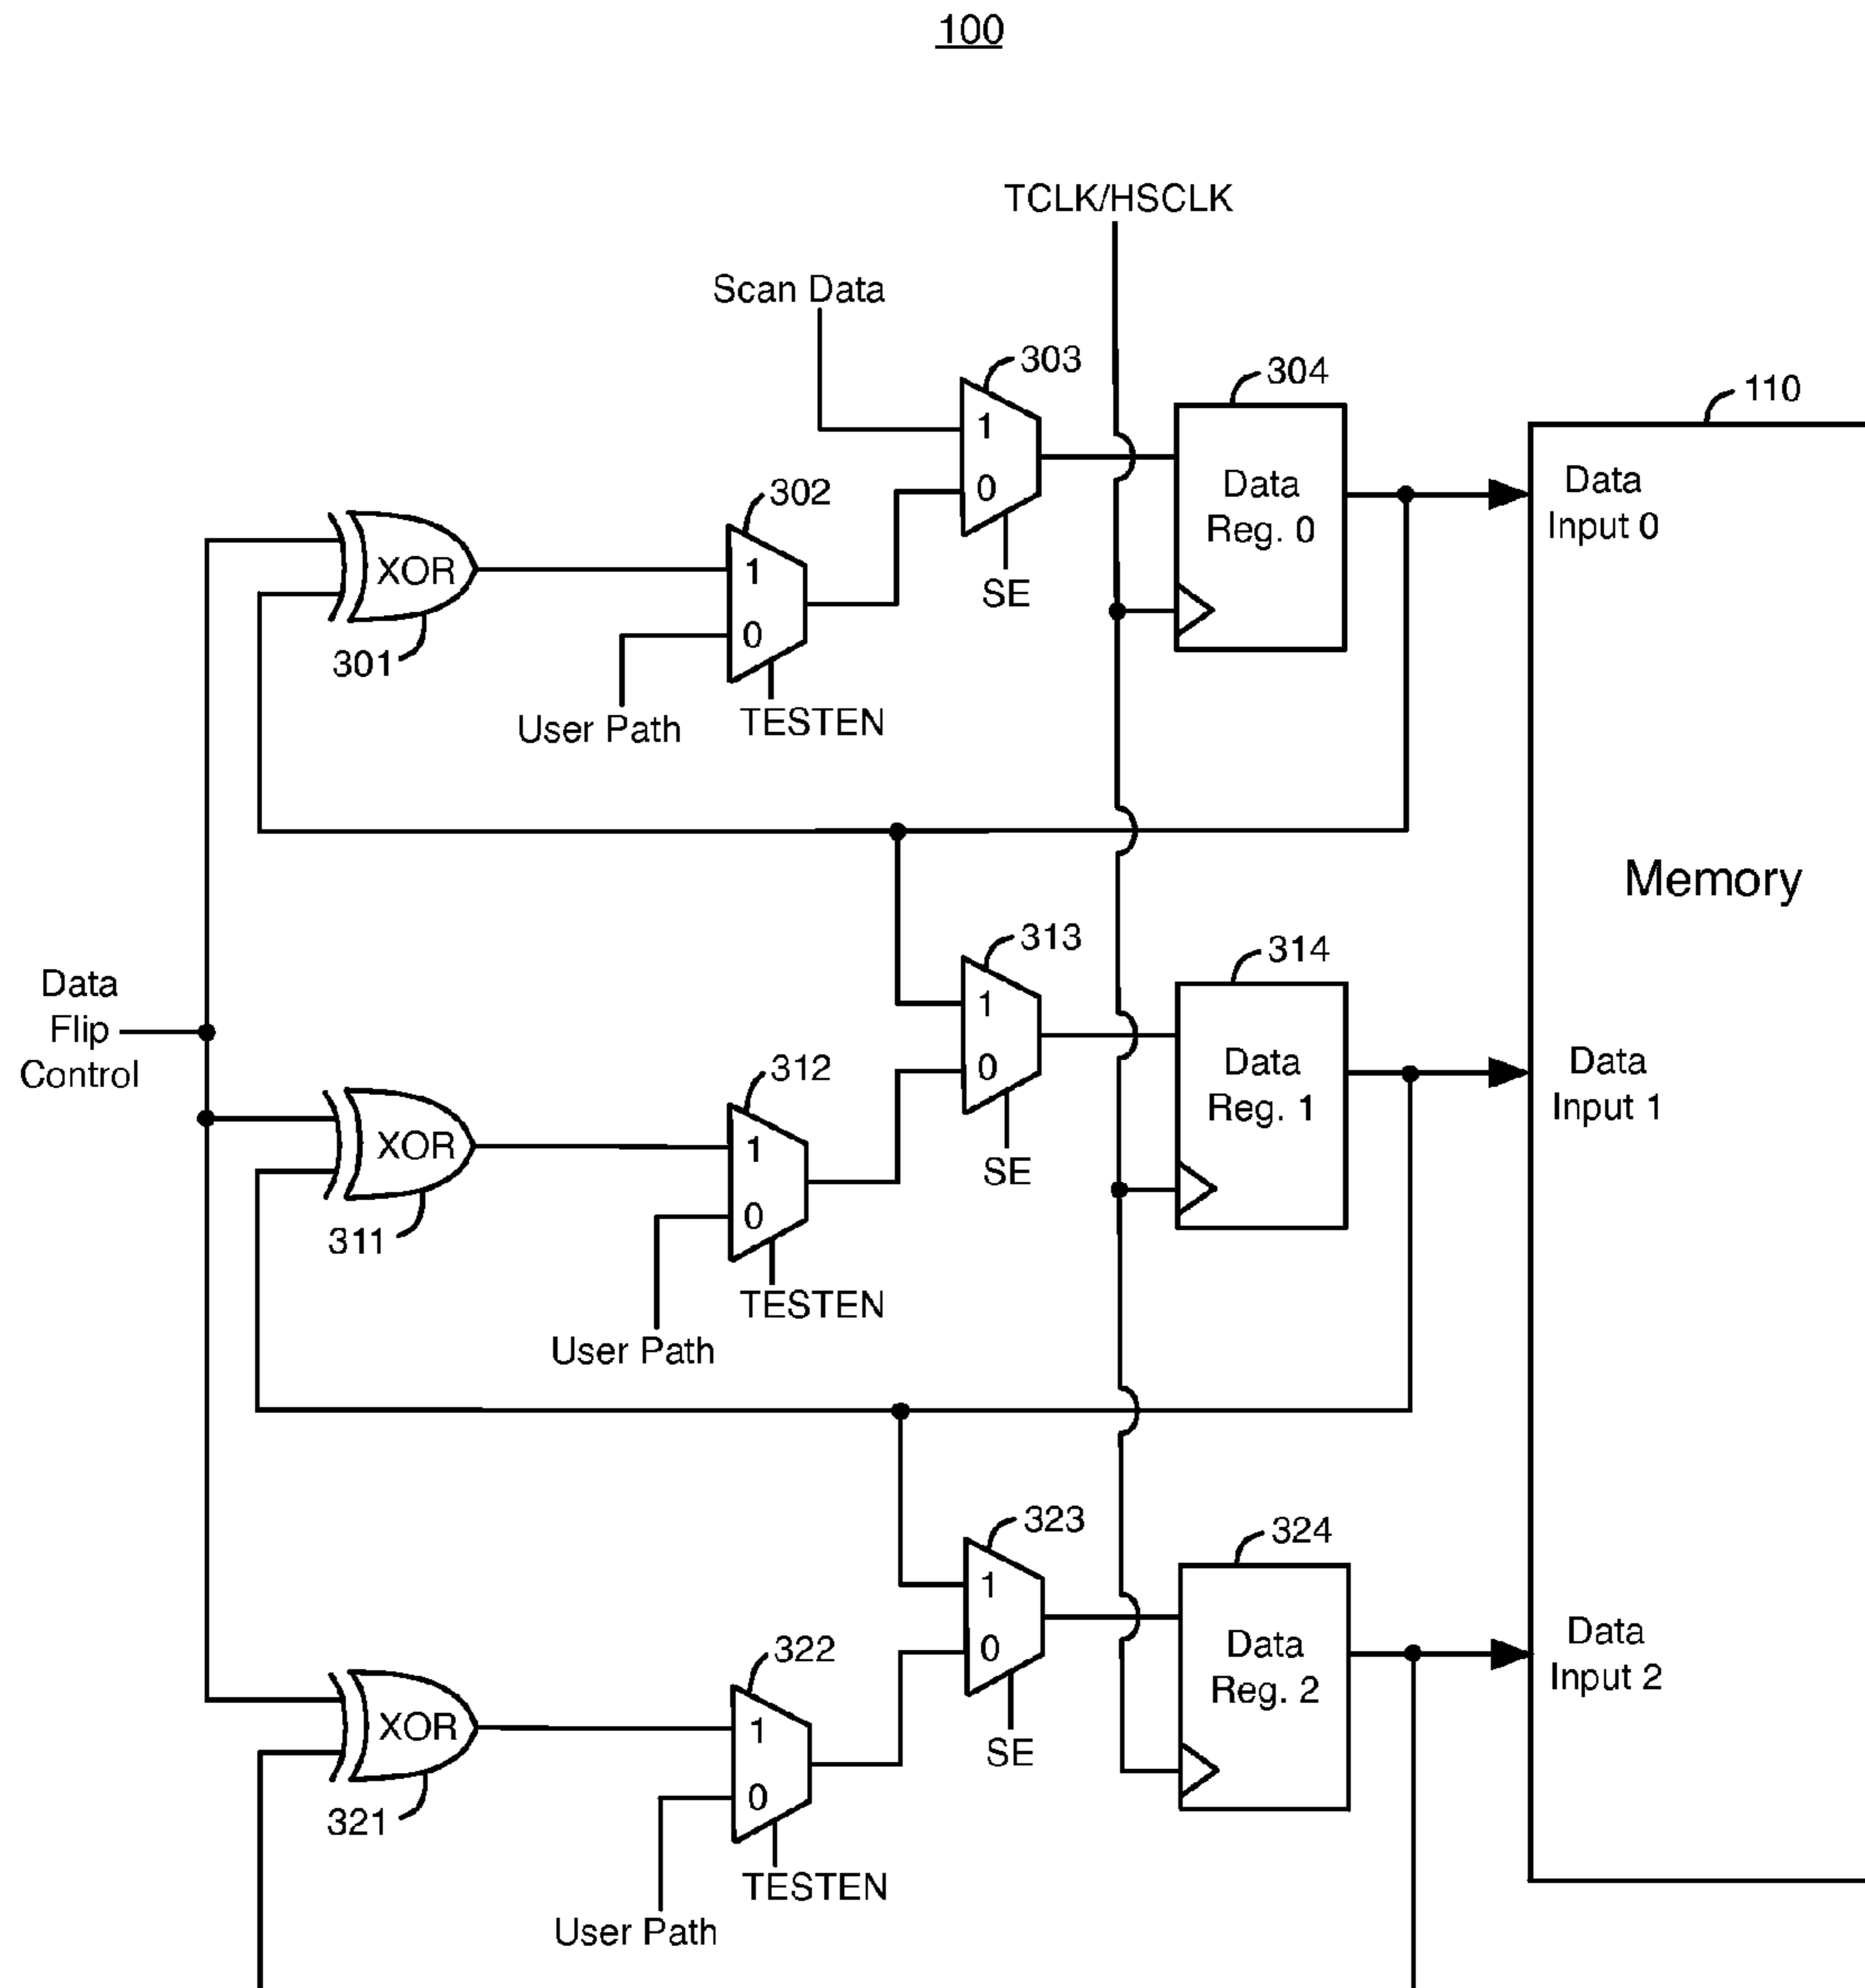 100
TCLK/HSCLK
Scan Data
303
304
110
1
0
SE
Data
Reg. 0
Data
Input 0
302
XOR
301
1
0
User Path
TESTEN
Memory
313
314
1
0
SE
Data
Reg. 1
Data
Input 1
Data
Flip
Control
312
XOR
311
1
0
TESTEN
User Path
323
324
1
0
SE
Data
Reg. 2
Data
Input 2
322
XOR
321
1
0
TESTEN
User Path